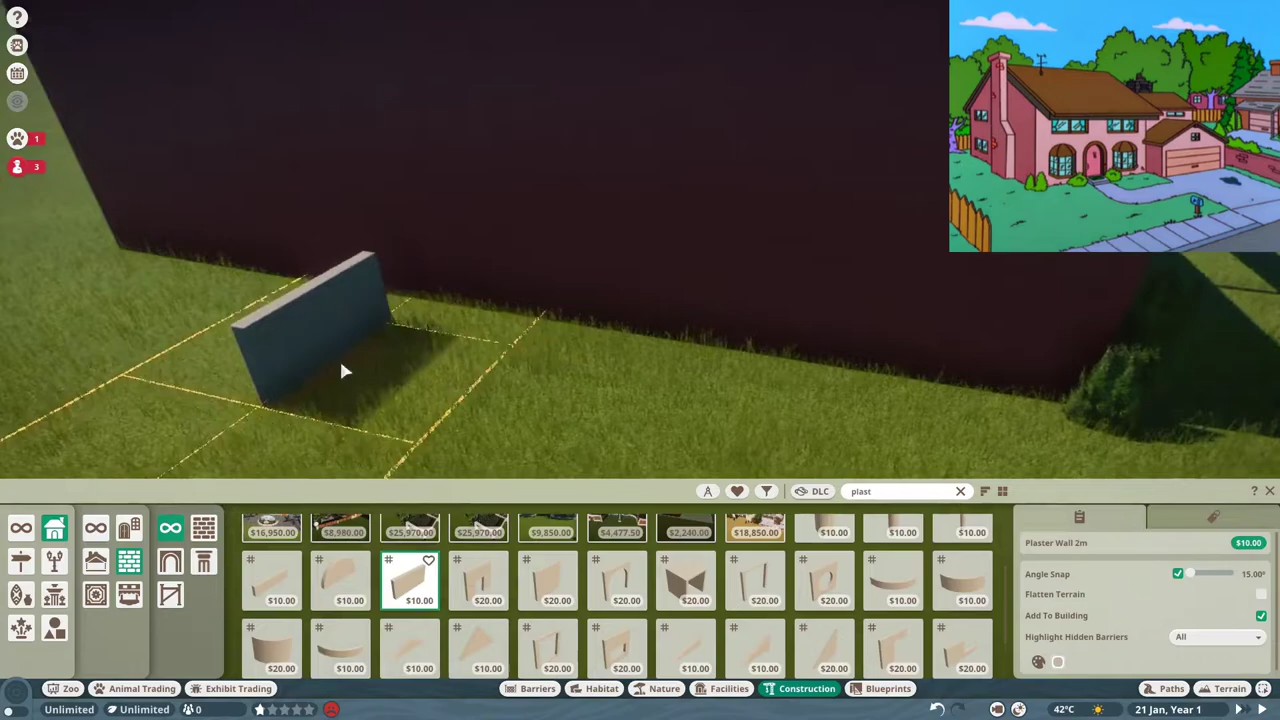 ?
1
3
DLC
plast
?
$16,950.00 $8,980.00 $25,970.00 $25,970.00 $9,850.00 $4,477.50 $2,240.00 $18,850.00 $10.00 $10.00 $10.00
$10.00 $10.00 $10.00 $20.00 $20.00 $20.00 $20.00 $20.00 $20.00 $10.00 $10.00
$20.00 $10.00 $10.00 $10.00 $20.00 $20.00 $10.00 $10.00 $20.00 $20.00 $20.00
Plaster Wall 2m $10.00
Angle Snap 15.00°
Flatten Terrain
Add To Building
Highlight Hidden Barriers All
Zoo Animal Trading Exhibit Trading Barriers Habitat Nature Facilities Construction Blueprints Paths Terrain
Unlimited Unlimited 0 42°C 21 Jan, Year 1